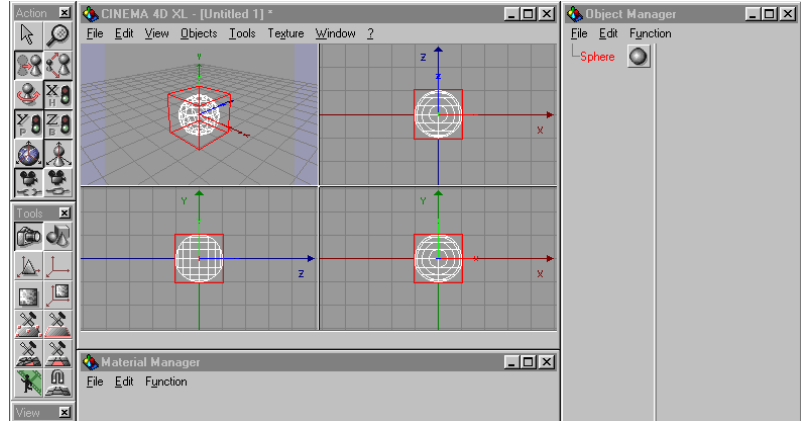 Action
CINEMA 4D XL - [Untitled 1] *
File Edit View Objects Tools Texture Window ?
Object Manager
File Edit Function
Sphere
X
H
Y
P
Z
B
Y
Z
Z
X
Tools
Y
Z
Y
X
X
Material Manager
File Edit Function
View